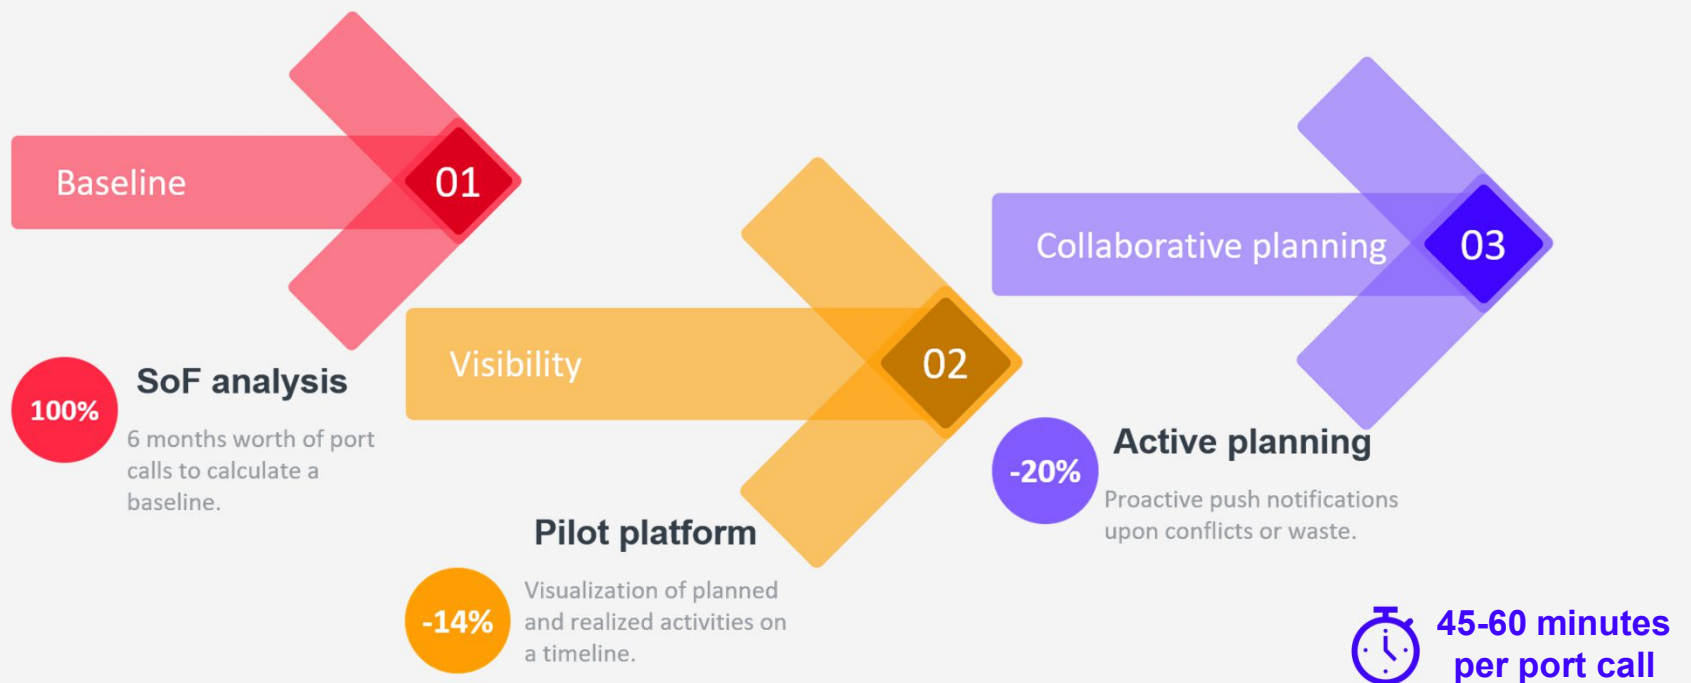 Baseline
01
100%
SoF analysis
6 months worth of port
calls to calculate a
baseline.
Visibility
02
Pilot platform
-14%
Visualization of planned
and realized activities on
a timeline.
Collaborative planning
03
-20%
Active planning
Proactive push notifications
upon conflicts or waste.
45-60 minutes
per port call